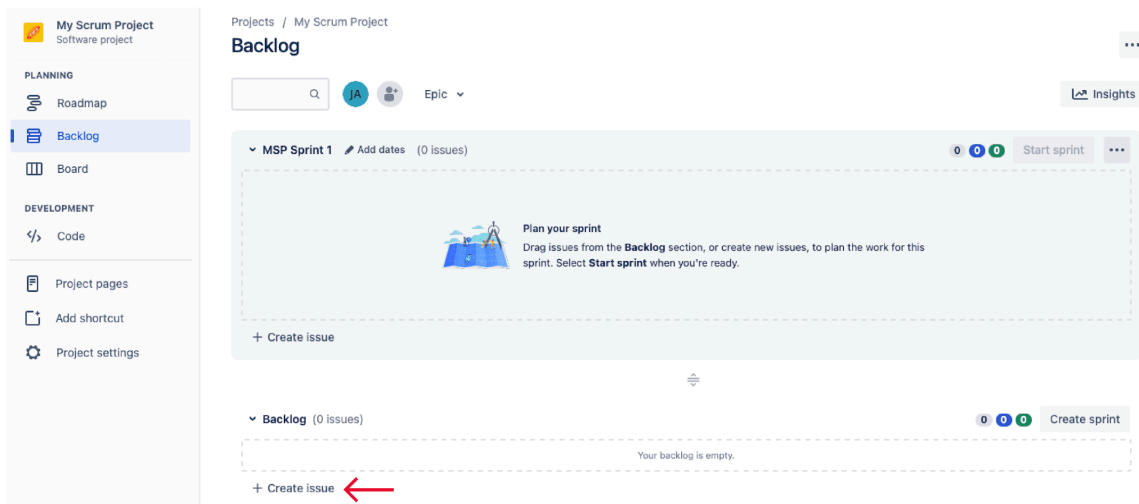 My Scrum Project
Software project
PLANNING
Roadmap
Backlog
Board
DEVELOPMENT
Code
Project pages
Add shortcut
Project settings
Projects / My Scrum Project
Backlog
JA
Epic
Insights
MSP Sprint 1 Add dates (0 issues) 0 0 0 Start sprint
Plan your sprint
Drag issues from the Backlog section, or create new issues, to plan the work for this
sprint. Select Start sprint when you're ready.
+ Create issue
Backlog (0 issues) 0 0 0 Create sprint
Your backlog is empty.
+ Create issue